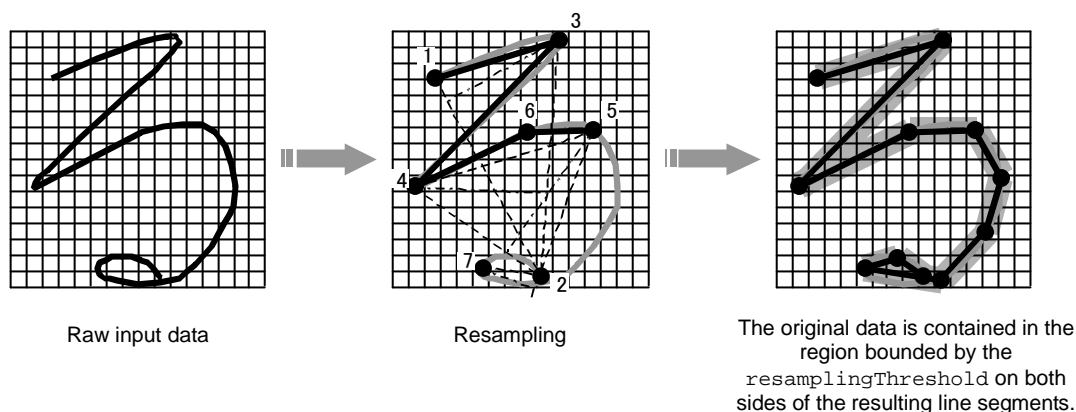 3
1
6
5
4
7
2
Raw input data
Resampling
The original data is contained in the
region bounded by the
resamplingThreshold on both
sides of the resulting line segments.